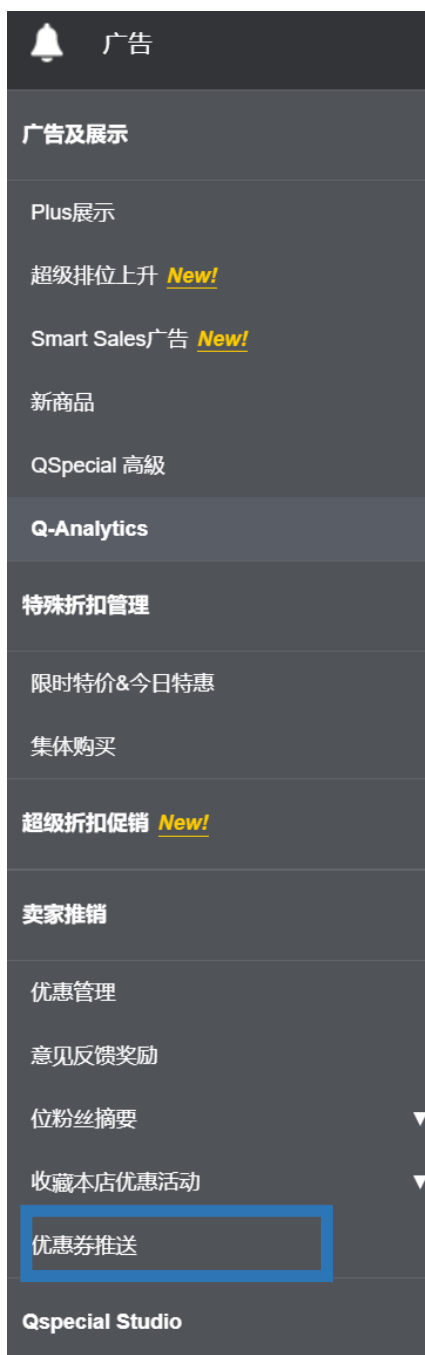 广告
广告及展示
Plus展示
超级排位上升 New!
Smart Sales广告 New!
新商品
QSpecial 高級
Q-Analytics
特殊折扣管理
限时特价&今日特惠
集体购买
超级折扣促销 New!
卖家推销
优惠管理
意见反馈奖励
位粉丝摘要
收藏本店优惠活动
优惠券推送
Qspecial Studio